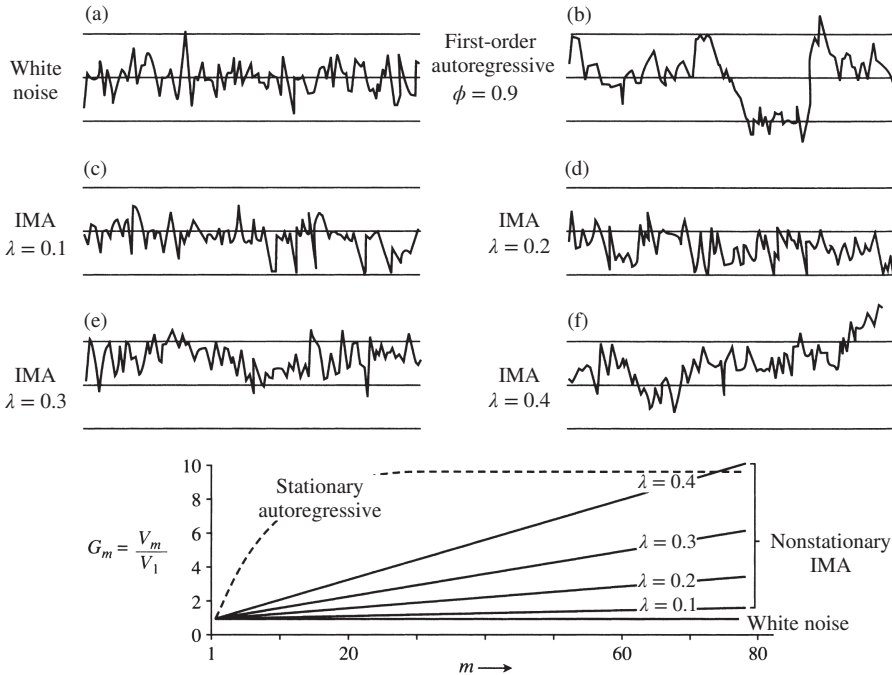 (a)
White
noise
(b)
First-order
autoregressive
ϕ = 0.9
(c)
IMA
λ = 0.1
(d)
IMA
λ = 0.2
(e)
IMA
λ = 0.3
(f)
IMA
λ = 0.4
10
8
6
4
2
0
G_m = V_m / V_1
Stationary
autoregressive
λ = 0.4
λ = 0.3
λ = 0.2
λ = 0.1
Nonstationary
IMA
White noise
1 20 60 80
m →